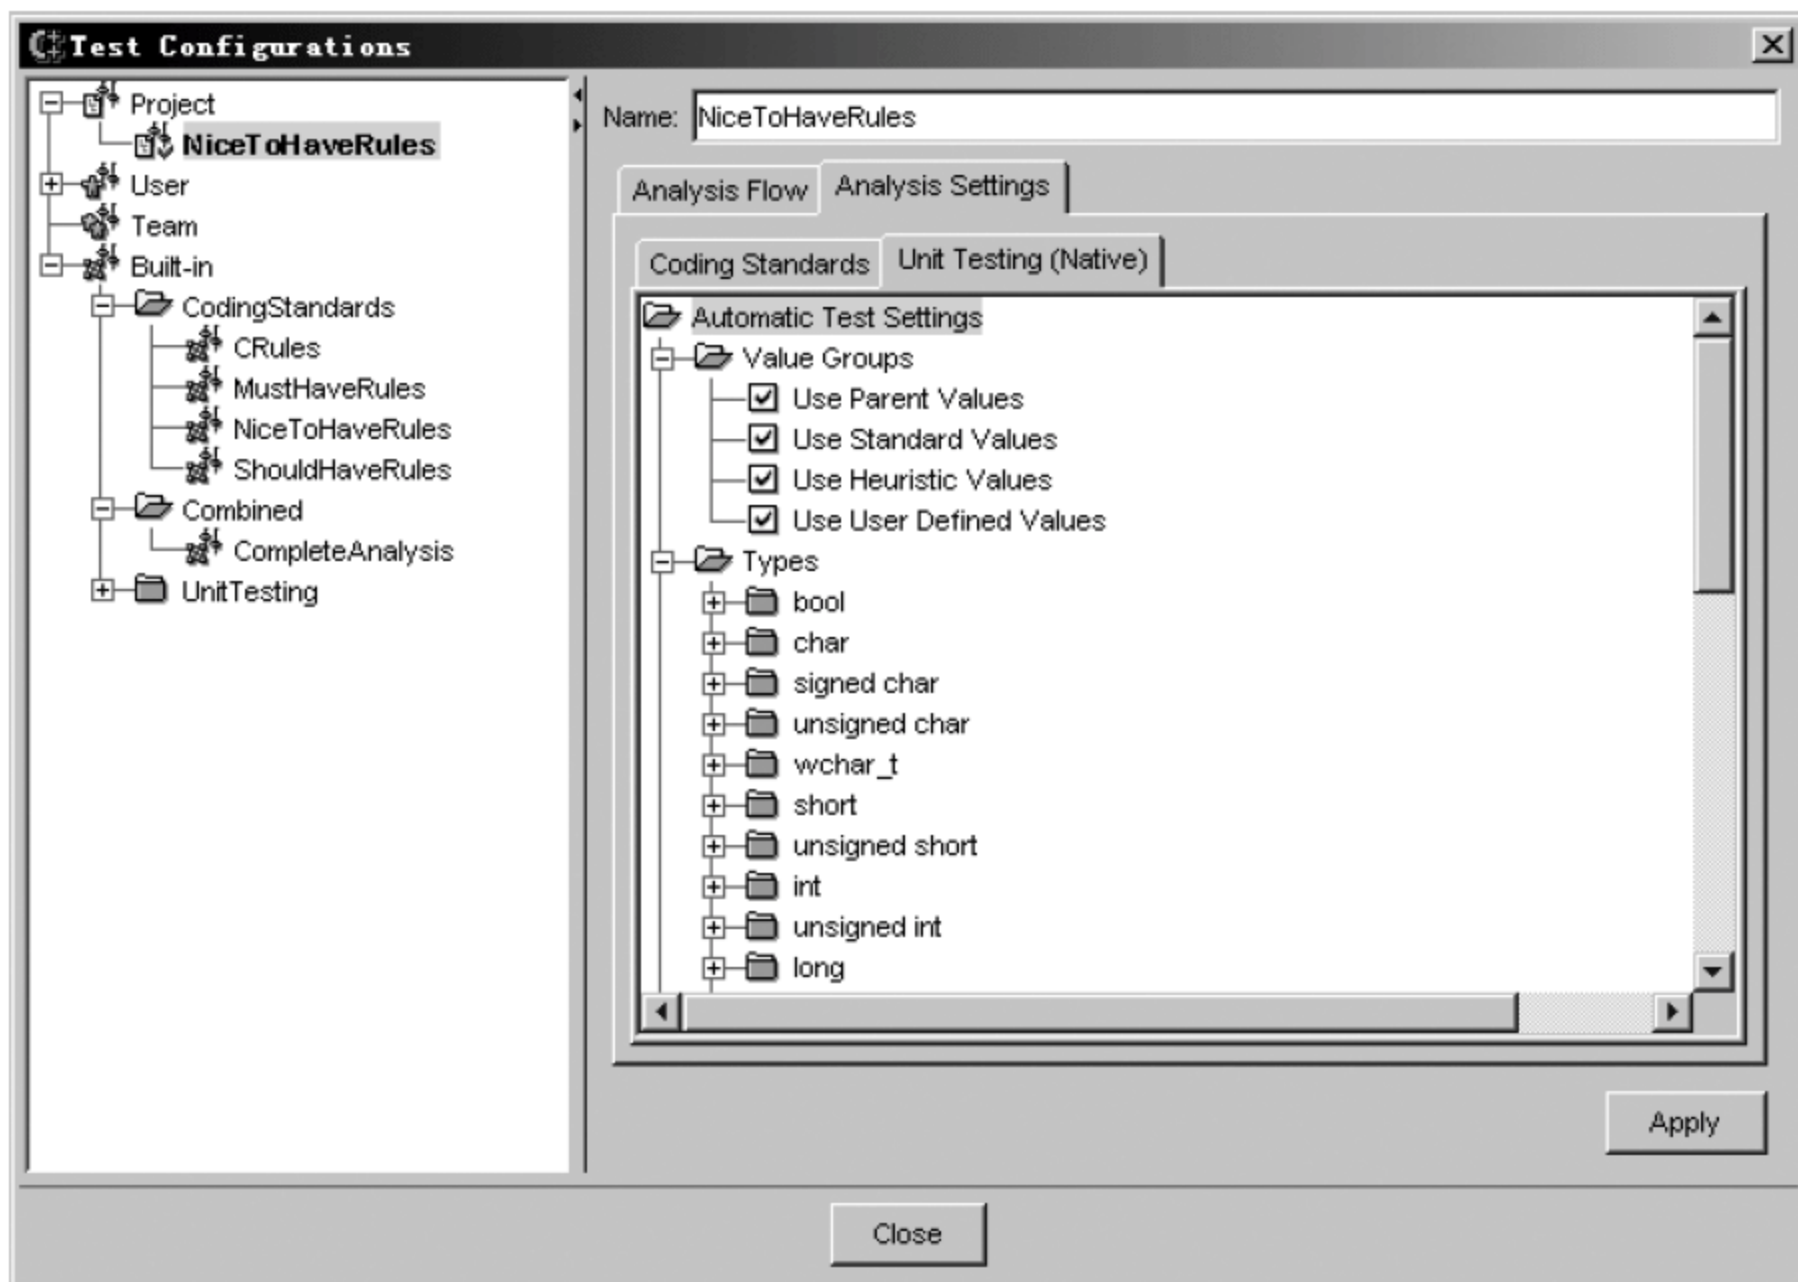 Test Configurations
Project
NiceToHaveRules
User
Team
Built-in
CodingStandards
CRules
MustHaveRules
NiceToHaveRules
ShouldHaveRules
Combined
CompleteAnalysis
UnitTesting
Name: NiceToHaveRules
Analysis Flow Analysis Settings
Coding Standards Unit Testing (Native)
Automatic Test Settings
Value Groups
Use Parent Values
Use Standard Values
Use Heuristic Values
Use User Defined Values
Types
bool
char
signed char
unsigned char
wchar_t
short
unsigned short
int
unsigned int
long
Apply
Close